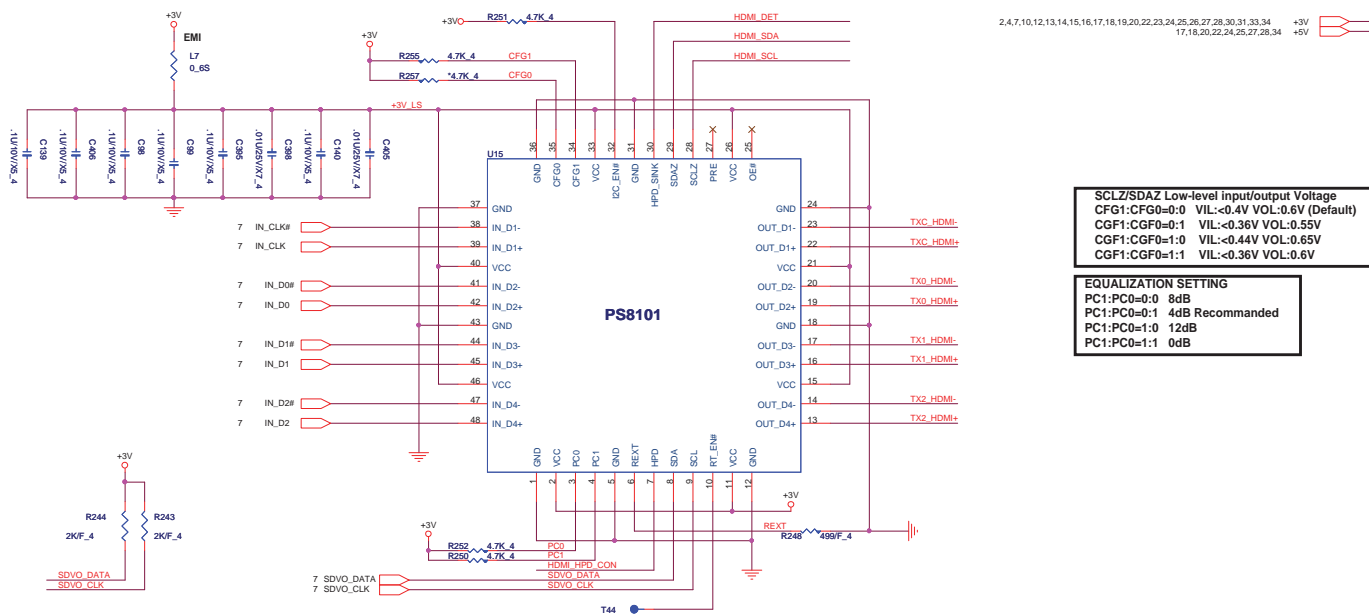 +3V
EMI
L7
0_6S
+3V
R251 4.7K_4
HDMI_DET
HDMI_SDA
HDMI_SCL
2,4,7,10,12,13,14,15,16,17,18,19,20,22,23,24,25,26,27,28,30,31,33,34 +3V
17,18,20,22,24,25,27,28,34 +5V
+3V
R255 4.7K_4 CFG1
R257 *4.7K_4 CFG0
+3V_LS
C139 .1U/10V/X5_4
C406 .1U/10V/X5_4
C98 .1U/10V/X5_4
C99 .1U/10V/X5_4
C395 .1U/10V/X5_4
C398 .01U/25V/X7_4
C140 .1U/10V/X5_4
C405 .01U/25V/X7_4
U15
36 35 34 33 32 31 30 29 28 27 26 25
GND CFG0 CFG1 VCC I2C_EN# GND HPD_SINK SDAZ SCLZ PRE VCC OE#
37 GND
7 IN_CLK# 38 IN_D1-
7 IN_CLK 39 IN_D1+
40 VCC
7 IN_D0# 41 IN_D2-
7 IN_D0 42 IN_D2+
43 GND
7 IN_D1# 44 IN_D3-
7 IN_D1 45 IN_D3+
46 VCC
7 IN_D2# 47 IN_D4-
7 IN_D2 48 IN_D4+
PS8101
GND 24
OUT_D1- 23 TXC_HDMI-
OUT_D1+ 22 TXC_HDMI+
VCC 21
OUT_D2- 20 TX0_HDMI-
OUT_D2+ 19 TX0_HDMI+
GND 18
OUT_D3- 17 TX1_HDMI-
OUT_D3+ 16 TX1_HDMI+
VCC 15
OUT_D4- 14 TX2_HDMI-
OUT_D4+ 13 TX2_HDMI+
GND VCC PC0 PC1 GND REXT HPD SDA SCL RT_EN# VCC GND
1 2 3 4 5 6 7 8 9 10 11 12
SCLZ/SDAZ Low-level input/output Voltage
CFG1:CFG0=0:0 VIL:<0.4V VOL:0.6V (Default)
CGF1:CGF0=0:1 VIL:<0.36V VOL:0.55V
CGF1:CGF0=1:0 VIL:<0.44V VOL:0.65V
CGF1:CGF0=1:1 VIL:<0.36V VOL:0.6V
EQUALIZATION SETTING
PC1:PC0=0:0 8dB
PC1:PC0=0:1 4dB Recommanded
PC1:PC0=1:0 12dB
PC1:PC0=1:1 0dB
+3V
R244
2K/F_4
R243
2K/F_4
SDVO_DATA
SDVO_CLK
+3V
REXT
R248 499/F_4
+3V
R252 4.7K_4 PC0
R250 4.7K_4 PC1
HDMI_HPD_CON
7 SDVO_DATA SDVO_DATA
7 SDVO_CLK SDVO_CLK
T44